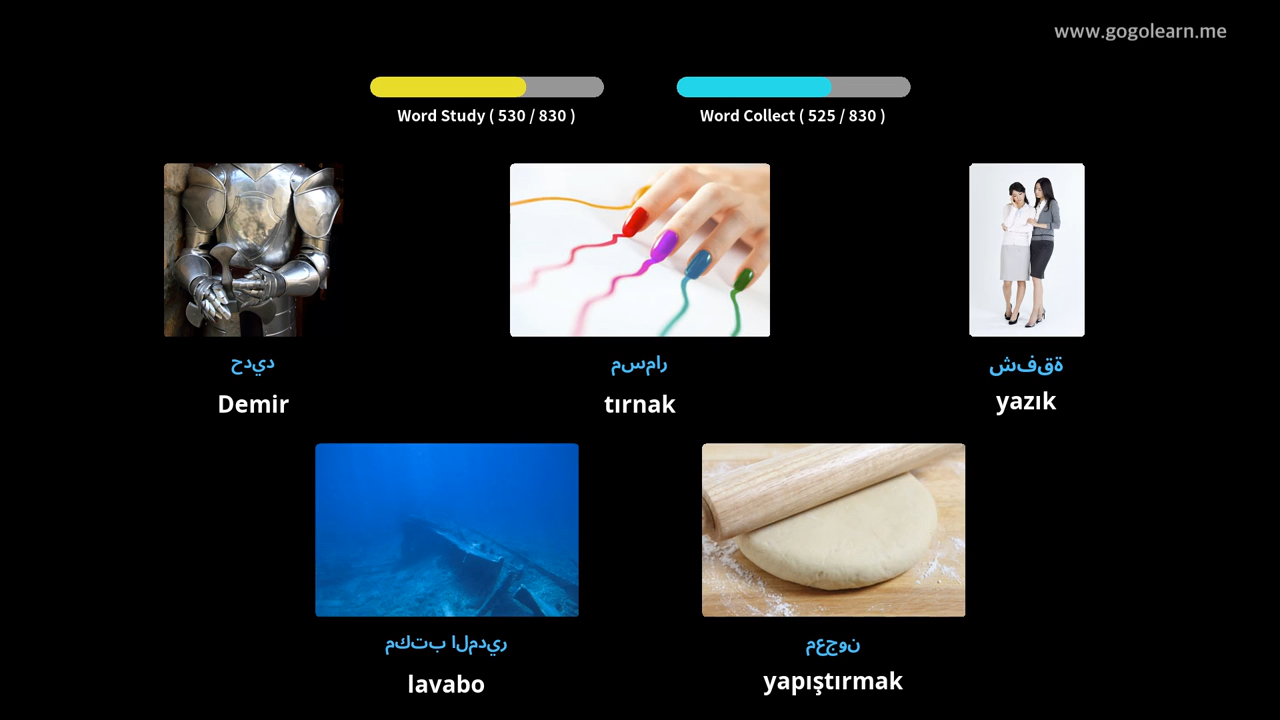 www.gogolearn.me
Word Study ( 530 / 830 )
Word Collect ( 525 / 830 )
حديد
مسمار
شفقة
Demir
tırnak
yazık
مكتب المدير
معجون
lavabo
yapıştırmak